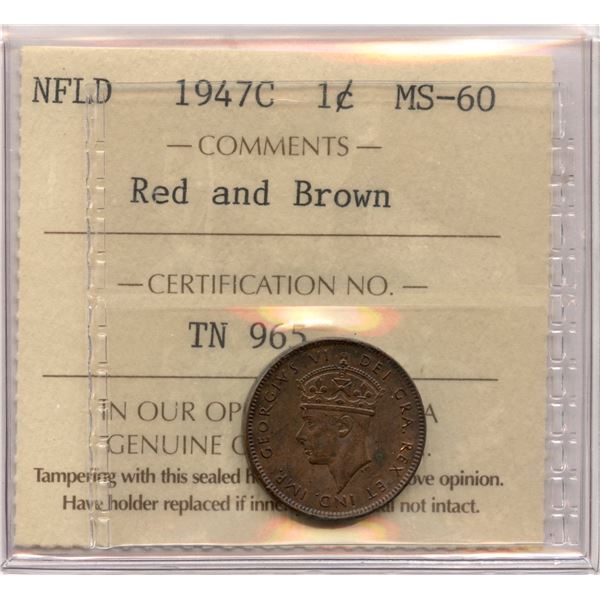 NFLD 1947C 1¢ MS-60
— COMMENTS —
Red and Brown
— CERTIFICATION NO. —
TN 965
IN OUR OP A
GENUINE C .
Tampering with this sealed h ve opinion.
Have holder replaced if inne l not intact.
GEORGIVS VI DEI GRA. REX ET IND. IMP.